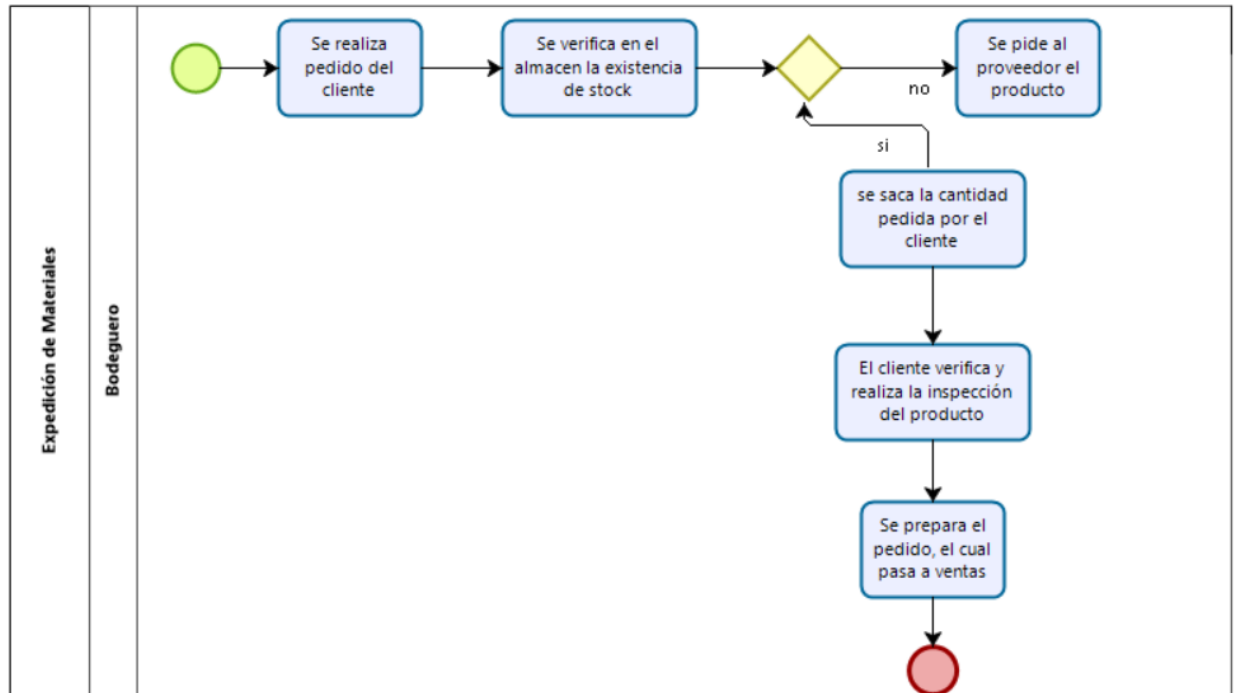 Expedición de Materiales
Bodeguero
Se realiza
pedido del
cliente
Se verifica en el
almacen la existencia
de stock
no
Se pide al
proveedor el
producto
si
se saca la cantidad
pedida por el
cliente
El cliente verifica y
realiza la inspección
del producto
Se prepara el
pedido, el cual
pasa a ventas